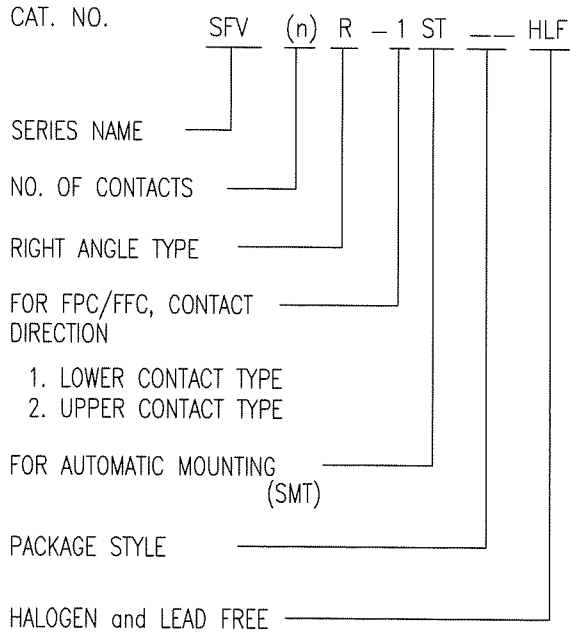 CAT. NO.
SFV (n) R - 1 ST __ HLF
SERIES NAME
NO. OF CONTACTS
RIGHT ANGLE TYPE
FOR FPC/FFC, CONTACT
DIRECTION
1. LOWER CONTACT TYPE
2. UPPER CONTACT TYPE
FOR AUTOMATIC MOUNTING
(SMT)
PACKAGE STYLE
HALOGEN and LEAD FREE